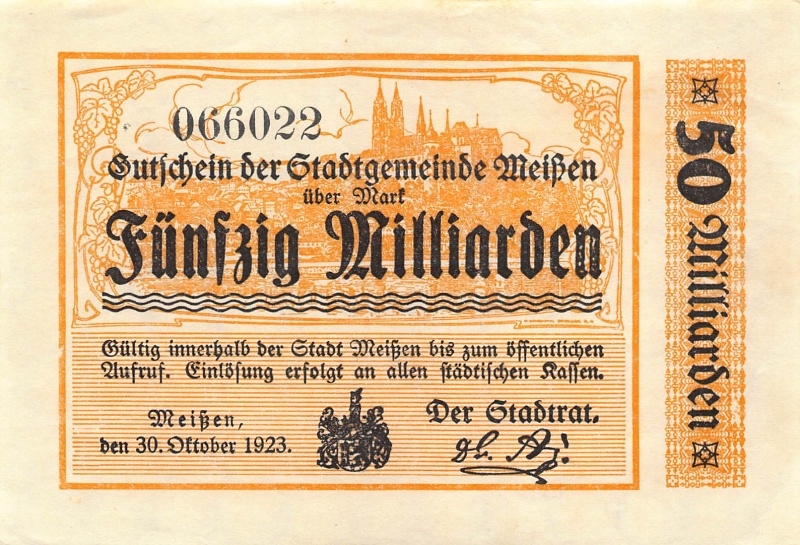 066022
Gutschein der Stadtgemeinde Meißen
über Mark
Fünfzig Milliarden
Gültig innerhalb der Stadt Meißen bis zum öffentlichen
Aufruf. Einlösung erfolgt an allen städtischen Kassen.
Meißen,
den 30. Oktober 1923.
Der Stadtrat.
50 Milliarden